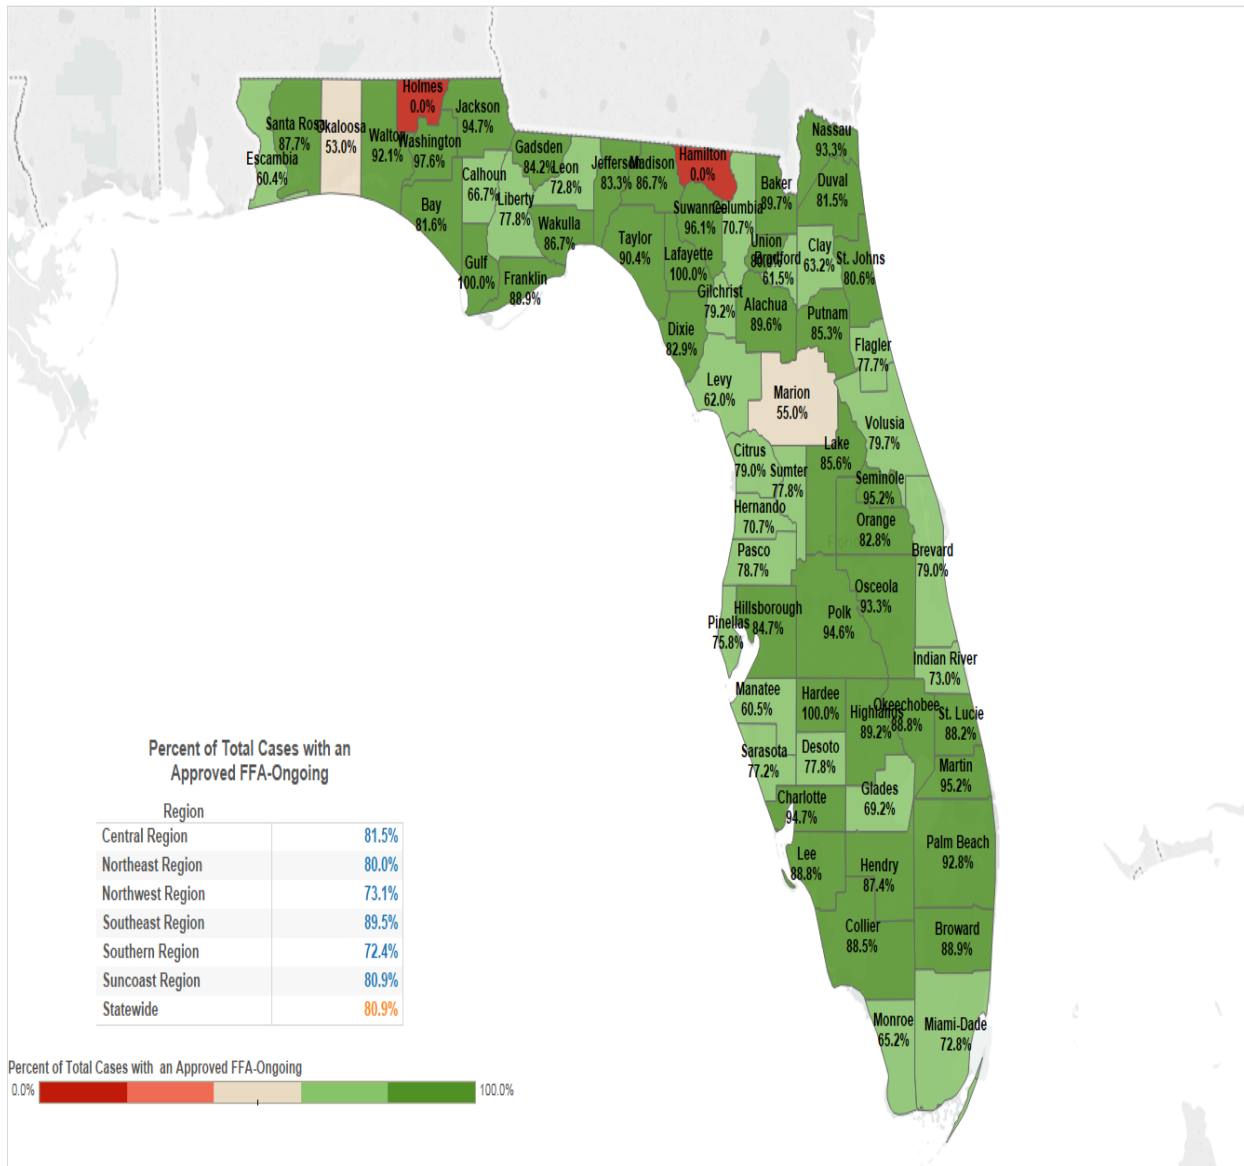 Holmes
0.0%
Jackson
94.7%
Santa Rosa
87.7%
Okaloosa
53.0%
Walton
92.1%
Washington
97.6%
Escambia
60.4%
Gadsden
84.2%
Leon
72.8%
Jefferson
83.3%
Madison
86.7%
Hamilton
0.0%
Nassau
93.3%
Duval
81.5%
Baker
89.7%
Calhoun
66.7%
Liberty
77.8%
Bay
81.6%
Wakulla
86.7%
Gulf
100.0%
Franklin
88.9%
Taylor
90.4%
Suwannee
96.1%
Columbia
70.7%
Lafayette
100.0%
Union
Bradford
61.5%
Clay
63.2%
St. Johns
80.6%
Gilchrist
79.2%
Alachua
89.6%
Putnam
85.3%
Dixie
82.9%
Flagler
77.7%
Levy
62.0%
Marion
55.0%
Volusia
79.7%
Lake
85.6%
Citrus
79.0%
Sumter
77.8%
Seminole
95.2%
Hernando
70.7%
Orange
82.8%
Pasco
78.7%
Brevard
79.0%
Osceola
93.3%
Hillsborough
84.7%
Polk
94.6%
Pinellas
75.8%
Indian River
73.0%
Manatee
60.5%
Hardee
100.0%
Highlands
89.2%
Okeechobee
88.8%
St. Lucie
88.2%
Sarasota
77.2%
Desoto
77.8%
Martin
95.2%
Charlotte
94.7%
Glades
69.2%
Lee
88.8%
Hendry
87.4%
Palm Beach
92.8%
Collier
88.5%
Broward
88.9%
Monroe
65.2%
Miami-Dade
72.8%
Percent of Total Cases with an
Approved FFA-Ongoing
Region
Central Region 81.5%
Northeast Region 80.0%
Northwest Region 73.1%
Southeast Region 89.5%
Southern Region 72.4%
Suncoast Region 80.9%
Statewide 80.9%
Percent of Total Cases with an Approved FFA-Ongoing
0.0% 100.0%